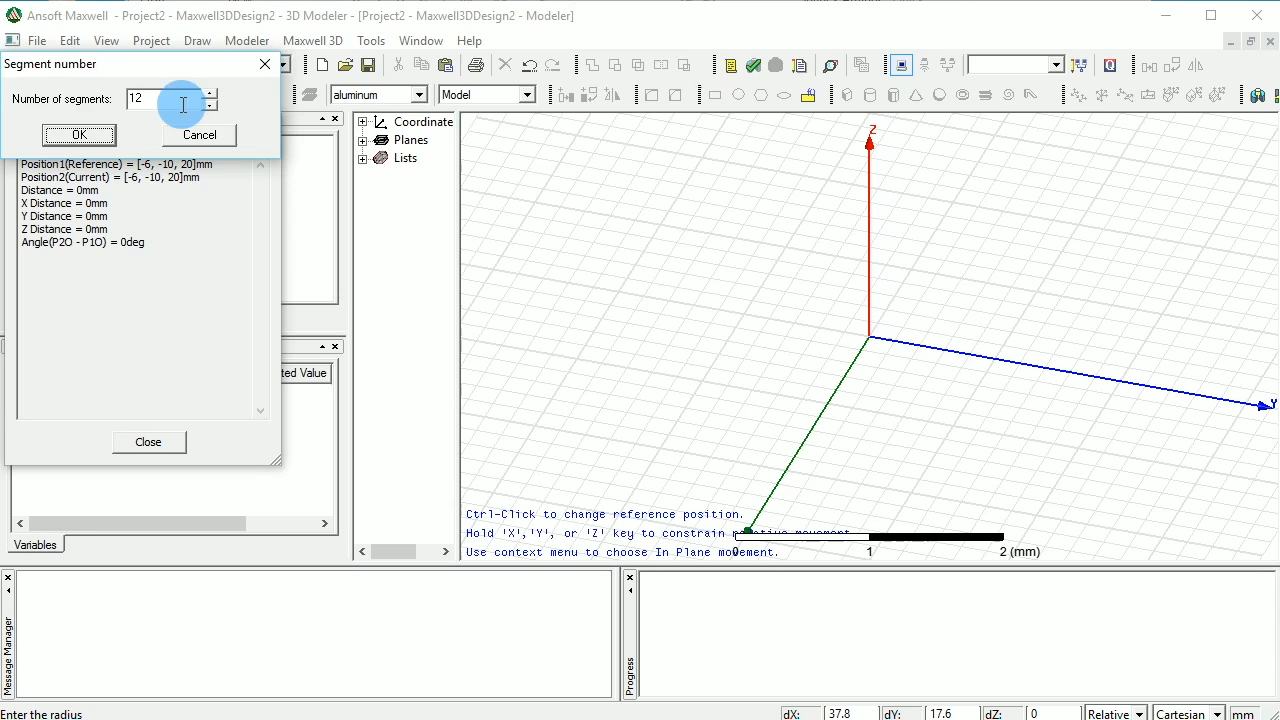 Ansoft Maxwell - Project2 - Maxwell3DDesign2 - 3D Modeler - [Project2 - Maxwell3DDesign2 - Modeler]
File Edit View Project Draw Modeler Maxwell 3D Tools Window Help
Segment number
Number of segments: 12
OK Cancel
aluminum Model
Position1(Reference) = [-6, -10, 20]mm
Position2(Current) = [-6, -10, 20]mm
Distance = 0mm
X Distance = 0mm
Y Distance = 0mm
Z Distance = 0mm
Angle(P2O - P1O) = 0deg
Close
ted Value
Variables
Coordinate
Planes
Lists
Z
Y
Ctrl-Click to change reference position.
Hold 'X','Y', or 'Z' key to constrain
Use context menu to choose In Plane movement.
0 1 2 (mm)
Message Manager
Progress
Enter the radius
dX: 37.8 dY: 17.6 dZ: 0 Relative Cartesian mm